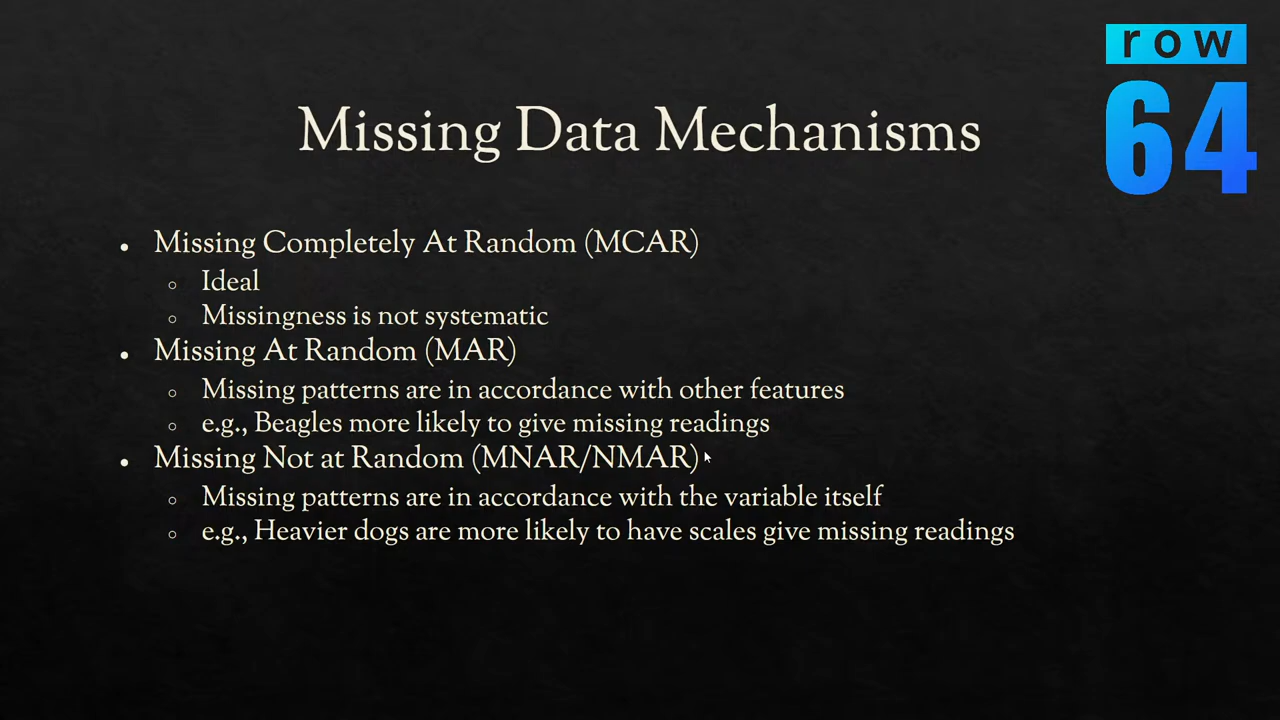 row
64
Missing Data Mechanisms
Missing Completely At Random (MCAR)
Ideal
Missingness is not systematic
Missing At Random (MAR)
Missing patterns are in accordance with other features
e.g., Beagles more likely to give missing readings
Missing Not at Random (MNAR/NMAR)
Missing patterns are in accordance with the variable itself
e.g., Heavier dogs are more likely to have scales give missing readings